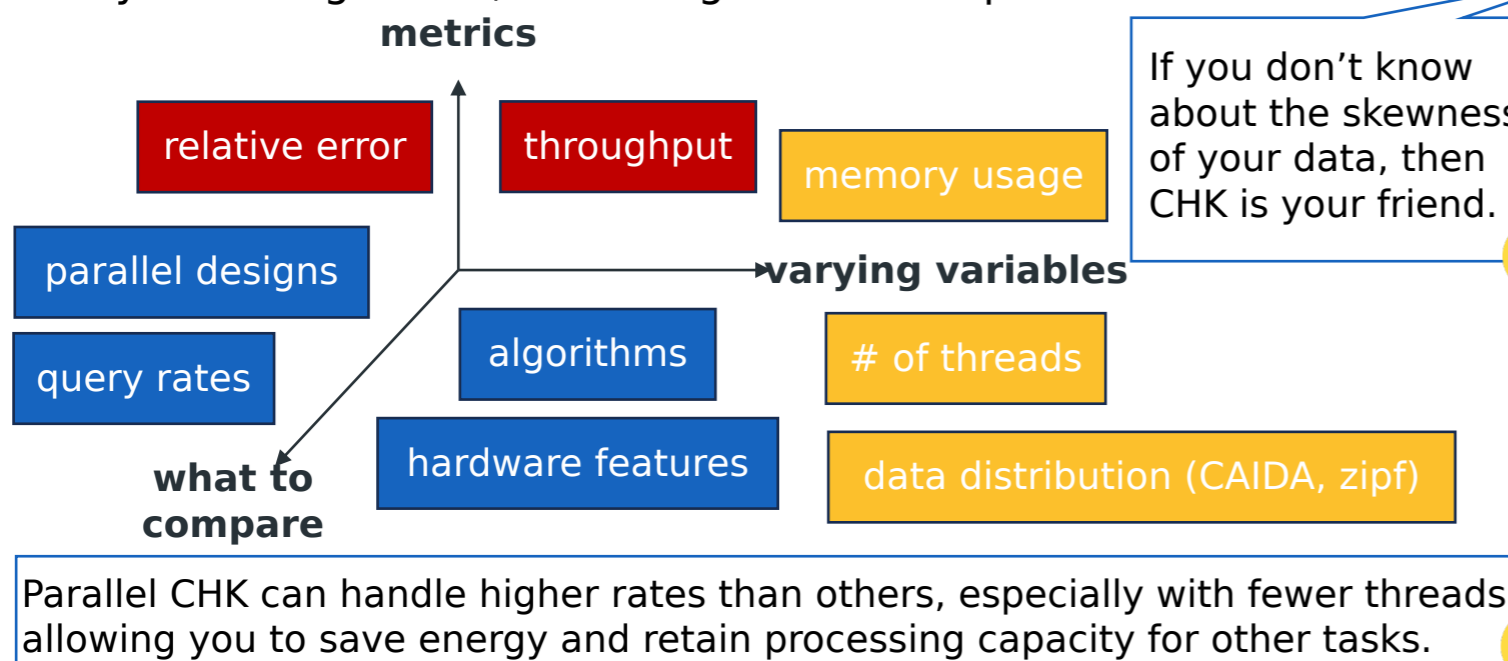 metrics
If you don’t know
about the skewness
of your data, then
CHK is your friend.
relative error
throughput
memory usage
parallel designs
varying variables
query rates
algorithms
# of threads
hardware features
data distribution (CAIDA, zipf)
what to
compare
Parallel CHK can handle higher rates than others, especially with fewer threads
allowing you to save energy and retain processing capacity for other tasks.